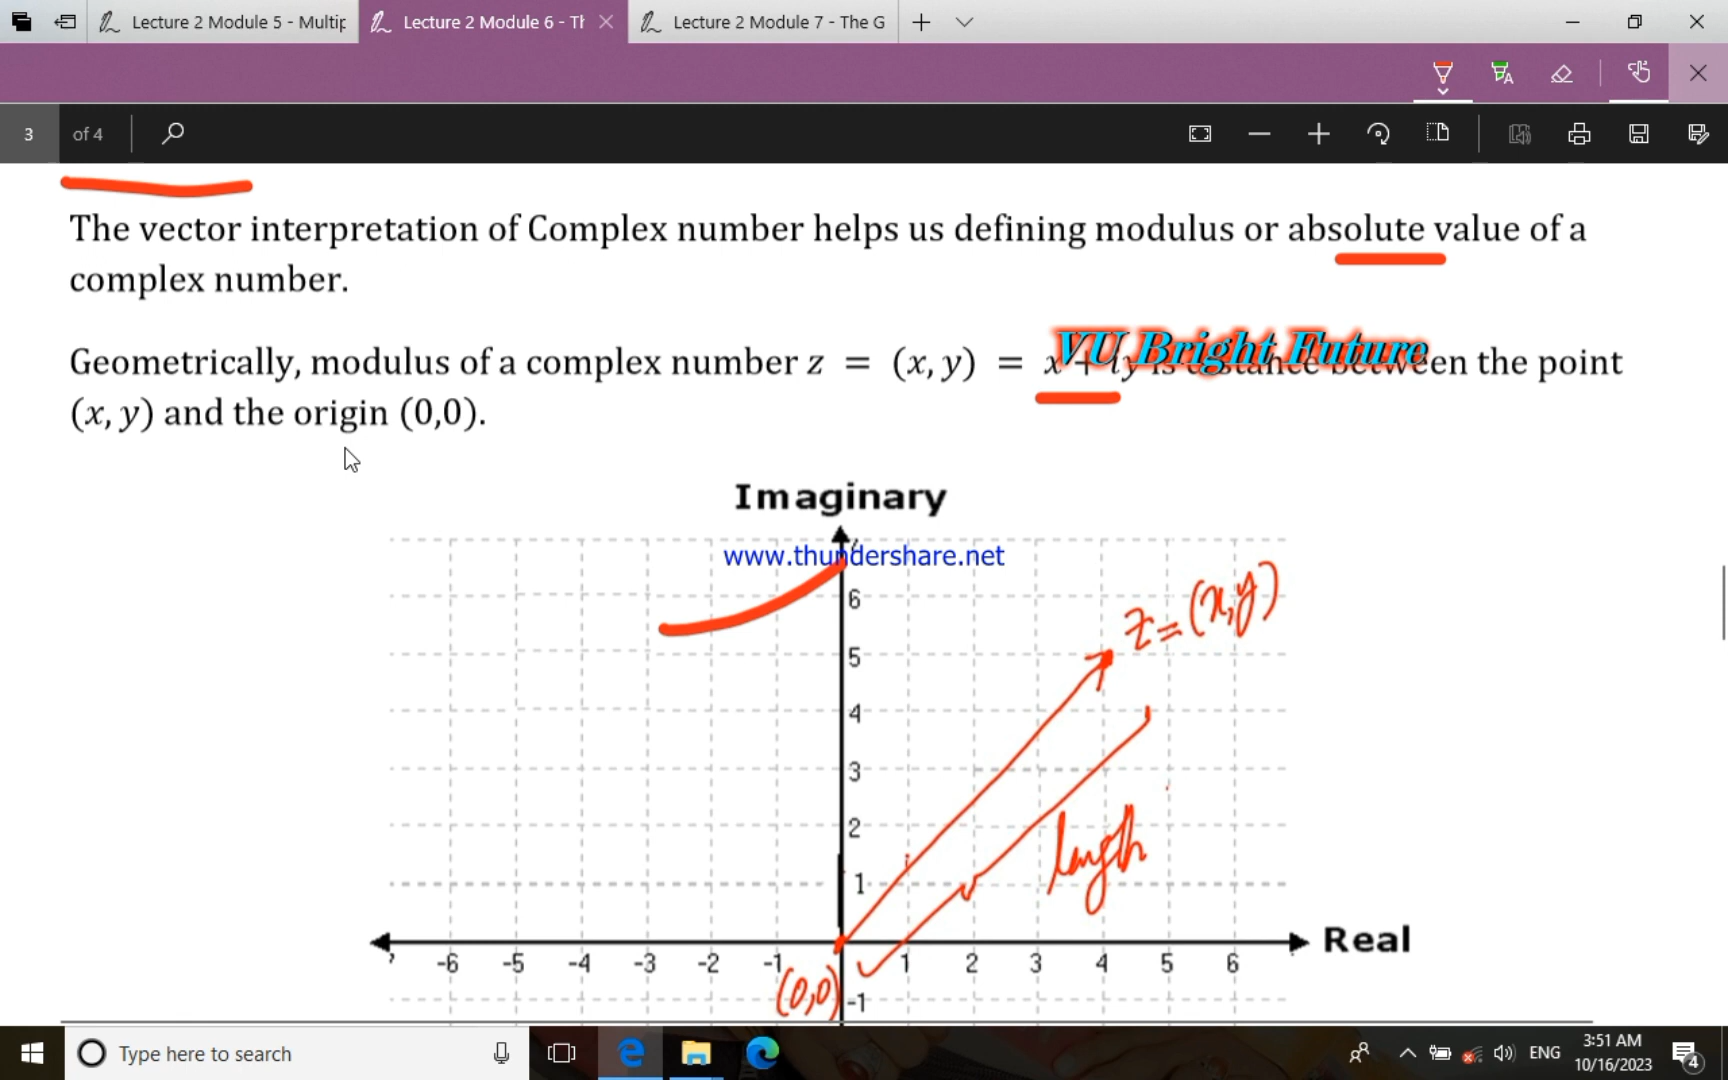 Lecture 2 Module 5 - Multip
Lecture 2 Module 6 - Th
Lecture 2 Module 7 - The G
3 of 4
The vector interpretation of Complex number helps us defining modulus or absolute value of a
complex number.
VU Bright Future
Geometrically, modulus of a complex number z = (x, y) = x + iy is distance between the point
(x, y) and the origin (0,0).
Imaginary
www.thundershare.net
z = (x,y)
6
5
4
3
2
1
length
Real
-6 -5 -4 -3 -2 -1 1 2 3 4 5 6
(0,0)
-1
Type here to search
ENG
3:51 AM
10/16/2023
4